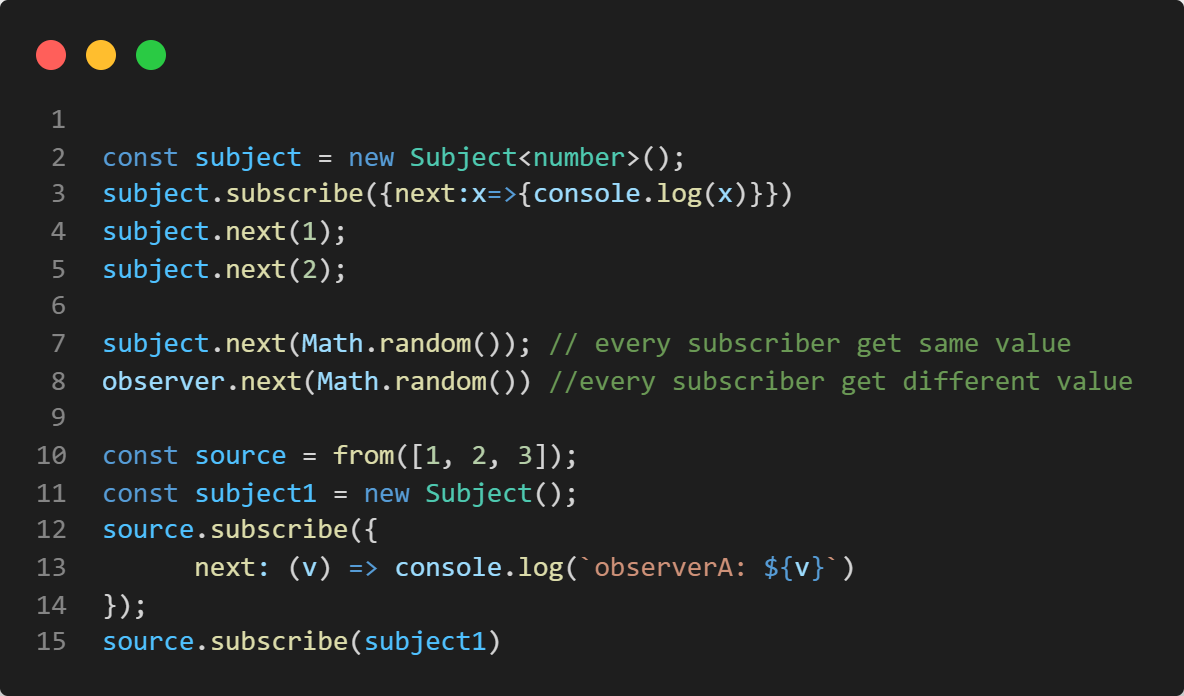 1
2 const subject = new Subject<number>();
3 subject.subscribe({next:x=>{console.log(x)}})
4 subject.next(1);
5 subject.next(2);
6
7 subject.next(Math.random()); // every subscriber get same value
8 observer.next(Math.random()) //every subscriber get different value
9
10 const source = from([1, 2, 3]);
11 const subject1 = new Subject();
12 source.subscribe({
13       next: (v) => console.log(`observerA: ${v}`)
14 });
15 source.subscribe(subject1)